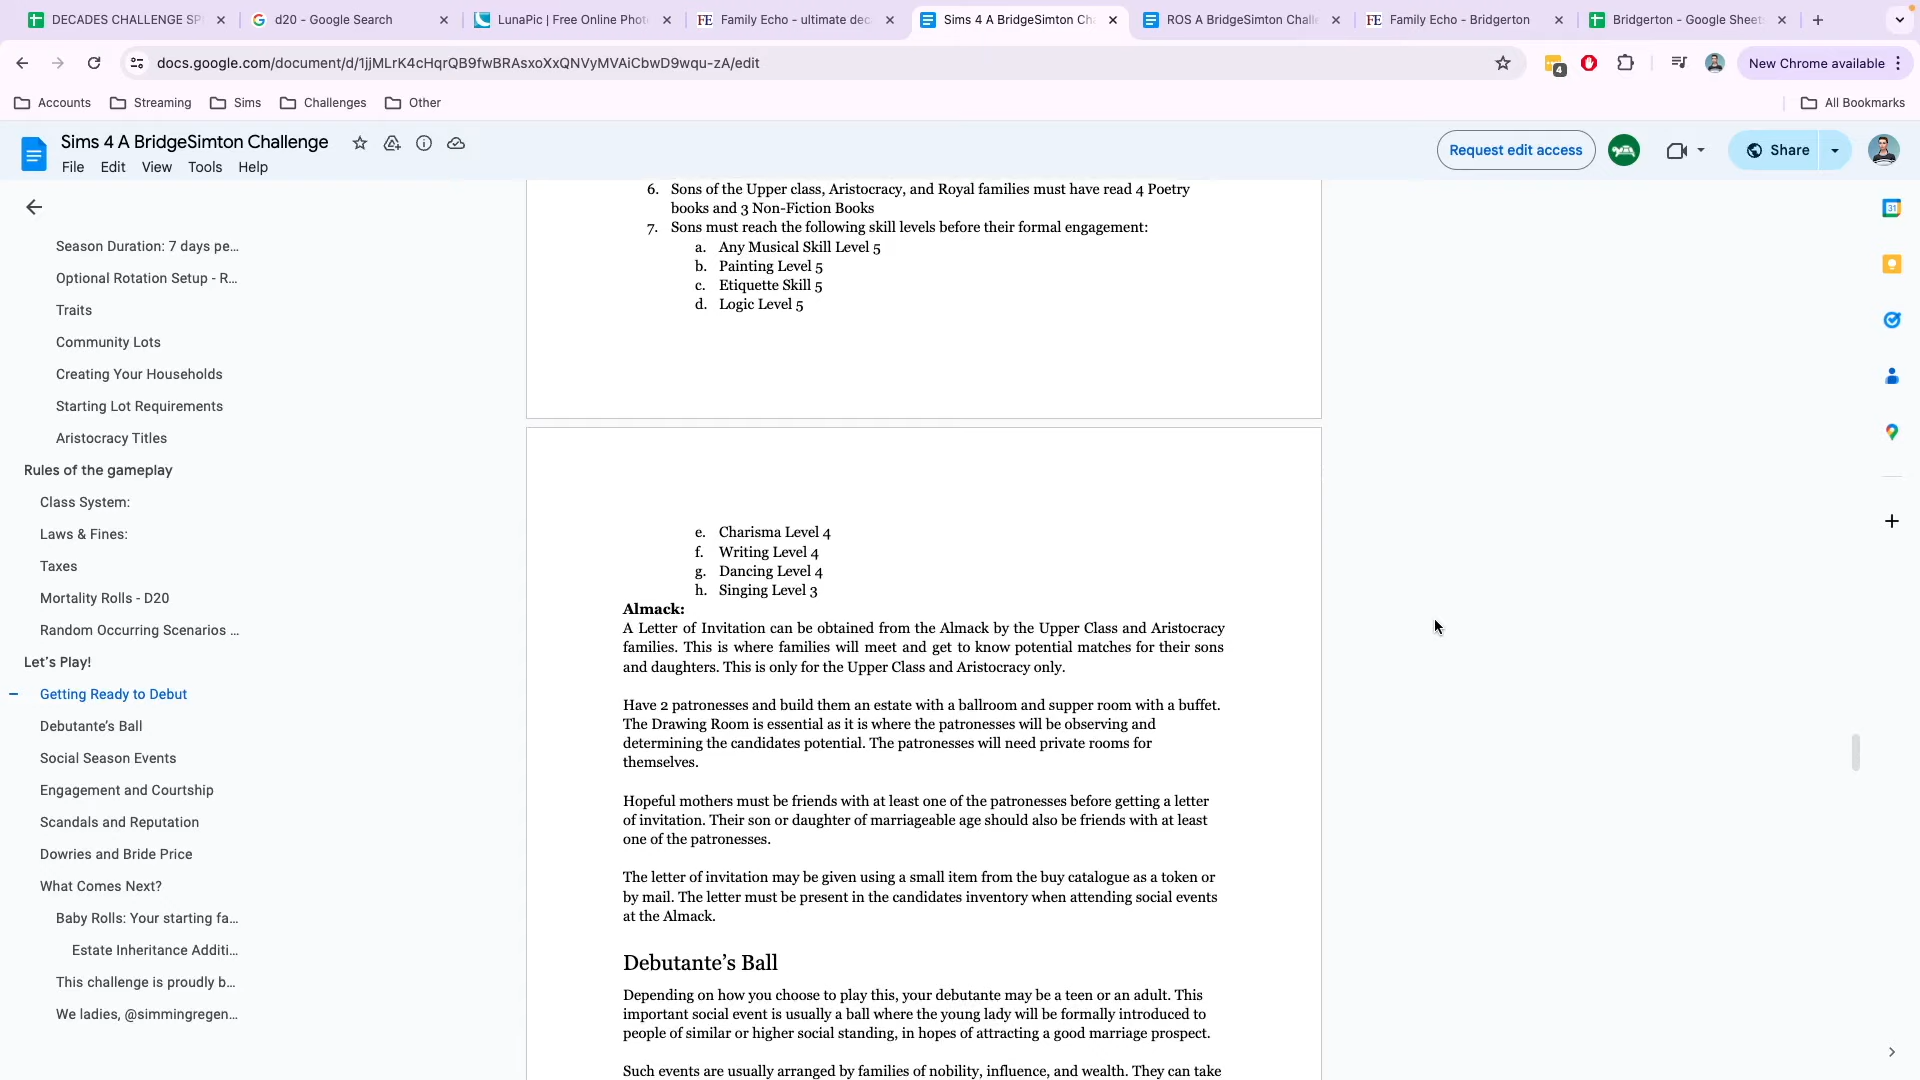 DECADES CHALLENGE SP
d20 - Google Search
LunaPic | Free Online Phot
FE Family Echo - ultimate dec
Sims 4 A BridgeSimton Ch
ROS A BridgeSimton Chall
FE Family Echo - Bridgerton
Bridgerton - Google Sheet
docs.google.com/document/d/1jjMLrK4cHqrQB9fwBRAsxoXxQNVyMVAiCbwD9wqu-zA/edit
4
New Chrome available
Accounts
Streaming
Sims
Challenges
Other
All Bookmarks
Sims 4 A BridgeSimton Challenge
File Edit View Tools Help
Request edit access
Share
31
Season Duration: 7 days pe...
Optional Rotation Setup - R...
Traits
Community Lots
Creating Your Households
Starting Lot Requirements
Aristocracy Titles
Rules of the gameplay
Class System:
Laws & Fines:
Taxes
Mortality Rolls - D20
Random Occurring Scenarios ...
Let's Play!
Getting Ready to Debut
Debutante's Ball
Social Season Events
Engagement and Courtship
Scandals and Reputation
Dowries and Bride Price
What Comes Next?
Baby Rolls: Your starting fa...
Estate Inheritance Additi...
This challenge is proudly b...
We ladies, @simmingregen...
6. Sons of the Upper class, Aristocracy, and Royal families must have read 4 Poetry
books and 3 Non-Fiction Books
7. Sons must reach the following skill levels before their formal engagement:
a. Any Musical Skill Level 5
b. Painting Level 5
c. Etiquette Skill 5
d. Logic Level 5
e. Charisma Level 4
f. Writing Level 4
g. Dancing Level 4
h. Singing Level 3
Almack:
A Letter of Invitation can be obtained from the Almack by the Upper Class and Aristocracy
families. This is where families will meet and get to know potential matches for their sons
and daughters. This is only for the Upper Class and Aristocracy only.
Have 2 patronesses and build them an estate with a ballroom and supper room with a buffet.
The Drawing Room is essential as it is where the patronesses will be observing and
determining the candidates potential. The patronesses will need private rooms for
themselves.
Hopeful mothers must be friends with at least one of the patronesses before getting a letter
of invitation. Their son or daughter of marriageable age should also be friends with at least
one of the patronesses.
The letter of invitation may be given using a small item from the buy catalogue as a token or
by mail. The letter must be present in the candidates inventory when attending social events
at the Almack.
Debutante's Ball
Depending on how you choose to play this, your debutante may be a teen or an adult. This
important social event is usually a ball where the young lady will be formally introduced to
people of similar or higher social standing, in hopes of attracting a good marriage prospect.
Such events are usually arranged by families of nobility, influence, and wealth. They can take